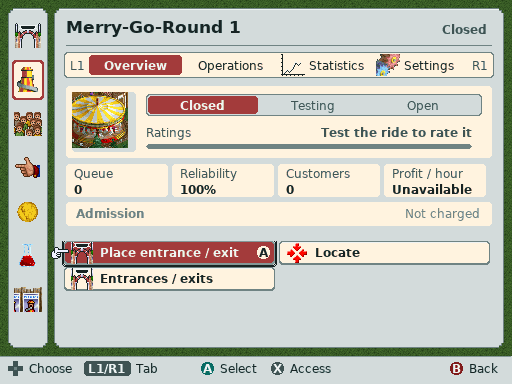 Merry-Go-Round 1
Closed
L1 Overview Operations Statistics Settings R1
Closed Testing Open
Ratings Test the ride to rate it
Queue Reliability Customers Profit / hour
0 100% 0 Unavailable
Admission Not charged
Place entrance / exit A Locate
Entrances / exits
Choose L1/R1 Tab A Select X Access B Back